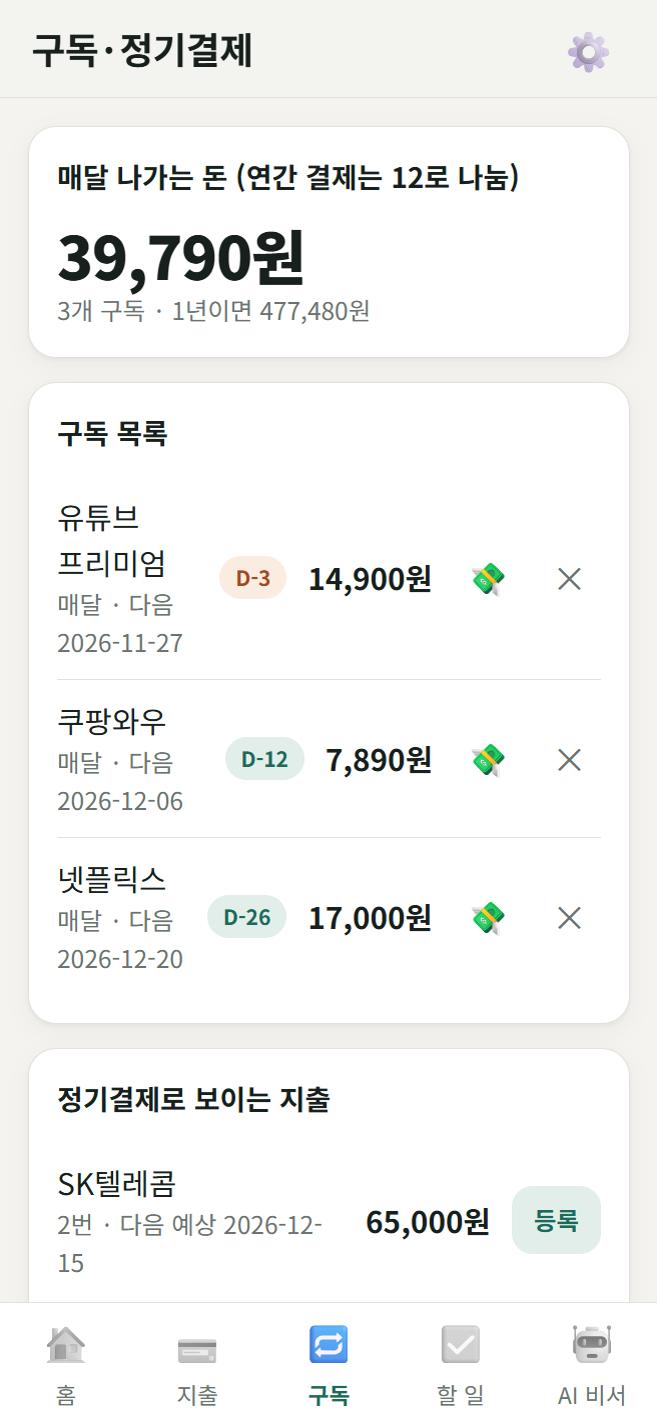 구독·정기결제
매달 나가는 돈 (연간 결제는 12로 나눔)
39,790원
3개 구독 · 1년이면 477,480원
구독 목록
유튜브
프리미엄
매달 · 다음
2026-11-27
D-3
14,900원
쿠팡와우
매달 · 다음
2026-12-06
D-12
7,890원
넷플릭스
매달 · 다음
2026-12-20
D-26
17,000원
정기결제로 보이는 지출
SK텔레콤
2번 · 다음 예상 2026-12-
15
65,000원
등록
홈
지출
구독
할 일
AI 비서